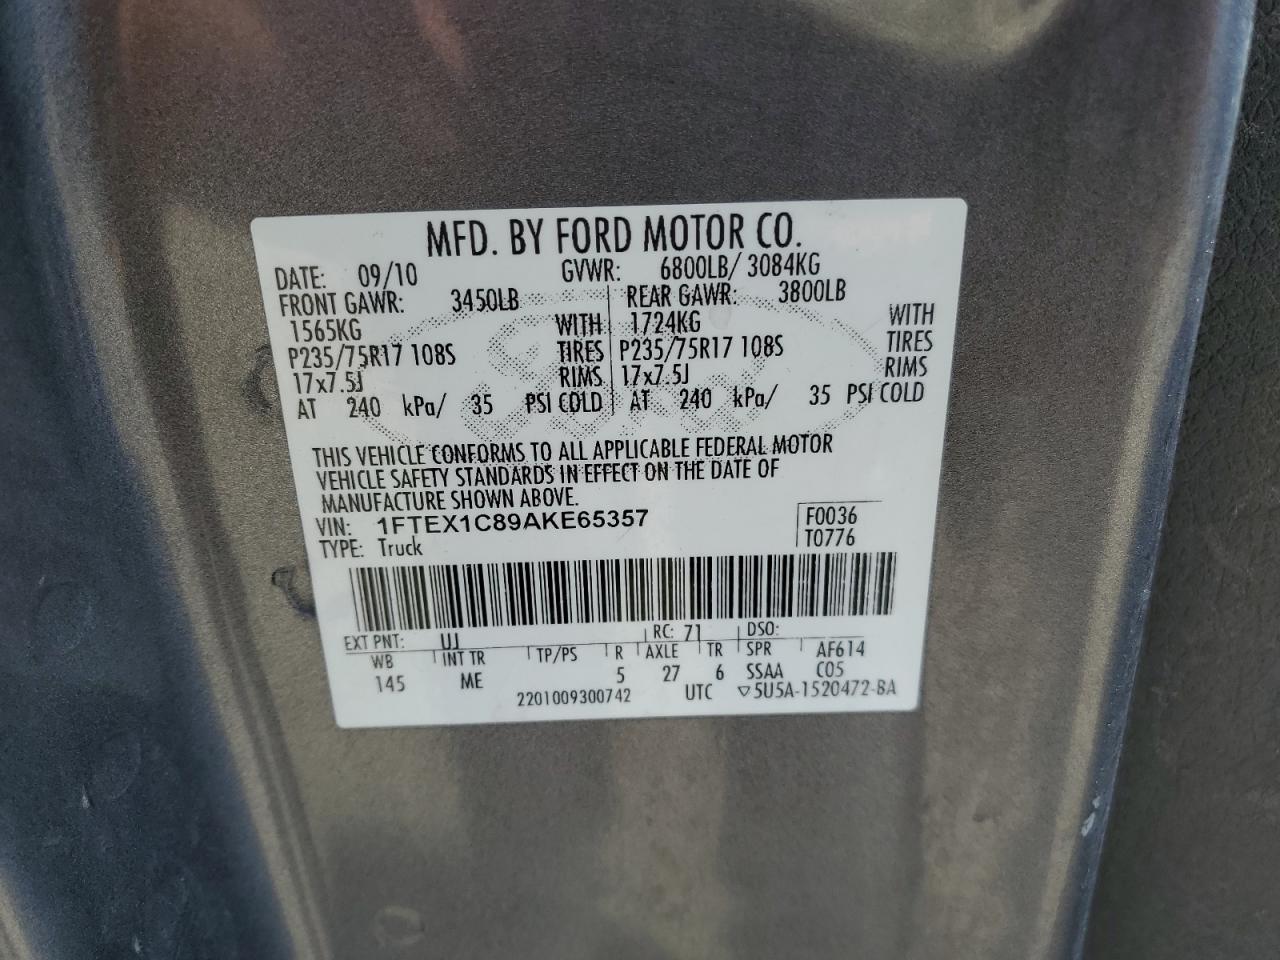 MFD. BY FORD MOTOR CO.
DATE: 09/10 GVWR: 6800LB/ 3084KG
FRONT GAWR: 3450LB REAR GAWR: 3800LB
1565KG WITH 1724KG WITH
P235/75R17 108S TIRES P235/75R17 108S TIRES
17x7.5J RIMS 17x7.5J RIMS
AT 240 kPa/ 35 PSI COLD AT 240 kPa/ 35 PSI COLD
THIS VEHICLE CONFORMS TO ALL APPLICABLE FEDERAL MOTOR
VEHICLE SAFETY STANDARDS IN EFFECT ON THE DATE OF
MANUFACTURE SHOWN ABOVE.
VIN: 1FTEX1C89AKE65357 F0036
TYPE: Truck T0776
EXT PNT: UJ RC: 71 DSO:
WB INT TR TP/PS R AXLE TR SPR AF614
145 ME 5 27 6 SSAA C05
2201009300742 UTC ▽5U5A-1520472-BA